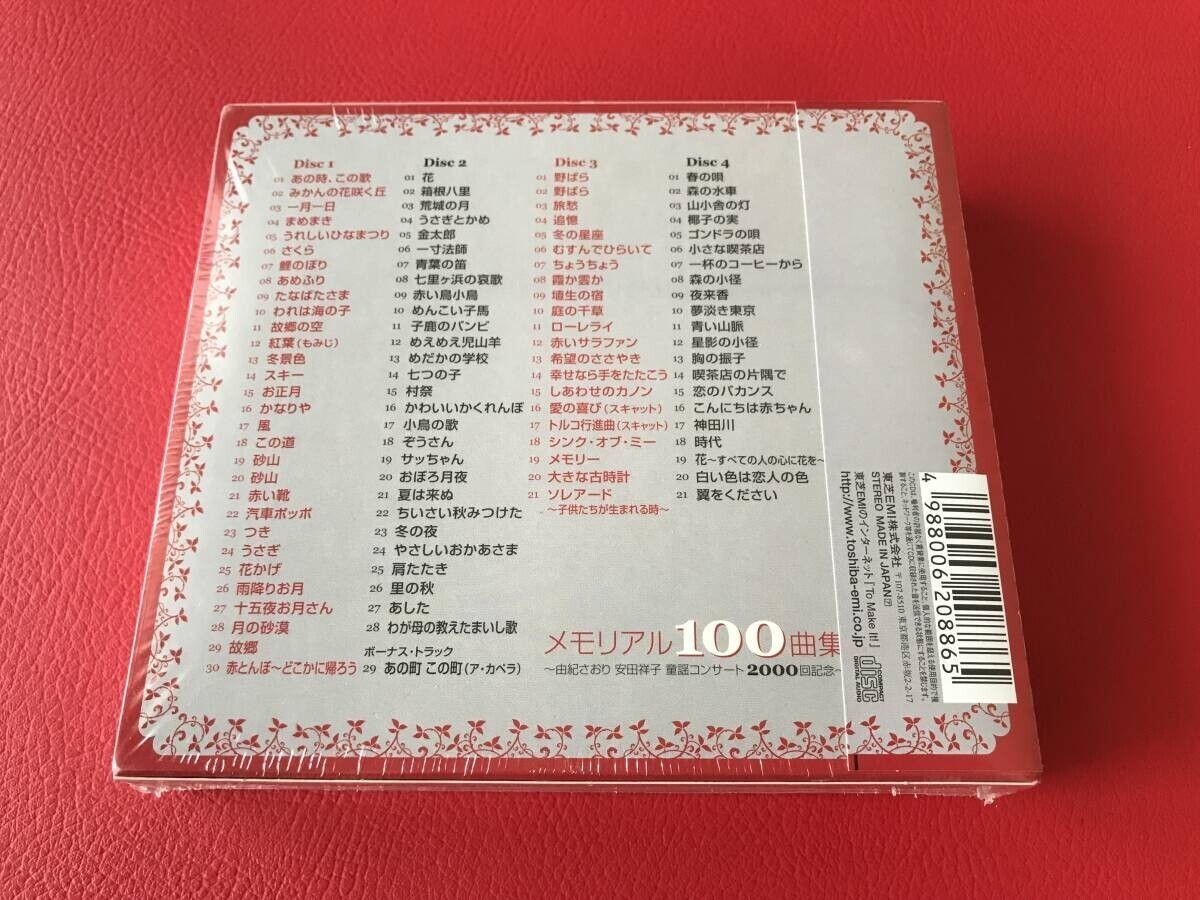 Disc 1
01 あの時、この歌
02 みかんの花咲く丘
03 一月一日
04 まめまき
05 うれしいひなまつり
06 さくら
07 鯉のぼり
08 あめふり
09 たなばたさま
10 われは海の子
11 故郷の空
12 紅葉(もみじ)
13 冬景色
14 スキー
15 お正月
16 かなりや
17 風
18 この道
19 砂山
20 砂山
21 赤い靴
22 汽車ポッポ
23 つき
24 うさぎ
25 花かげ
26 雨降りお月
27 十五夜お月さん
28 月の砂漠
29 故郷
30 赤とんぼ〜どこかに帰ろう
Disc 2
01 花
02 箱根八里
03 荒城の月
04 うさぎとかめ
05 金太郎
06 一寸法師
07 青葉の笛
08 七里ヶ浜の哀歌
09 赤い鳥小鳥
10 めんこい子馬
11 子鹿のバンビ
12 めえめえ児山羊
13 めだかの学校
14 七つの子
15 村祭
16 かわいいかくれんぼ
17 小鳥の歌
18 ぞうさん
19 サッちゃん
20 おぼろ月夜
21 夏は来ぬ
22 ちいさい秋みつけた
23 冬の夜
24 やさしいおかあさま
25 肩たたき
26 里の秋
27 あした
28 わが母の教えたまいし歌
ボーナス・トラック
29 あの町 この町(ア・カペラ)
Disc 3
01 野ばら
02 野ばら
03 旅愁
04 追憶
05 冬の星座
06 むすんでひらいて
07 ちょうちょう
08 霞か雲か
09 埴生の宿
10 庭の千草
11 ローレライ
12 赤いサラファン
13 希望のささやき
14 幸せなら手をたたこう
15 しあわせのカノン
16 愛の喜び(スキャット)
17 トルコ行進曲(スキャット)
18 シンク・オブ・ミー
19 メモリー
20 大きな古時計
21 ソレアード
〜子供たちが生まれる時〜
Disc 4
01 春の唄
02 森の水車
03 山小舎の灯
04 椰子の実
05 ゴンドラの唄
06 小さな喫茶店
07 一杯のコーヒーから
08 森の小径
09 夜来香
10 夢淡き東京
11 青い山脈
12 星影の小径
13 胸の振子
14 喫茶店の片隅で
15 恋のバカンス
16 こんにちは赤ちゃん
17 神田川
18 時代
19 花〜すべての人の心に花を〜
20 白い色は恋人の色
21 翼をください
メモリアル100曲集
〜由紀さおり 安田祥子 童謡コンサート2000回記念〜
4 988006 208865
東芝EMI株式会社 〒107-8510 東京都港区赤坂2-2-17
STEREO MADE IN JAPAN
東芝EMIのインターネット「To Make It!」
http://www.toshiba-emi.co.jp
COMPACT
disc
DIGITAL AUDIO